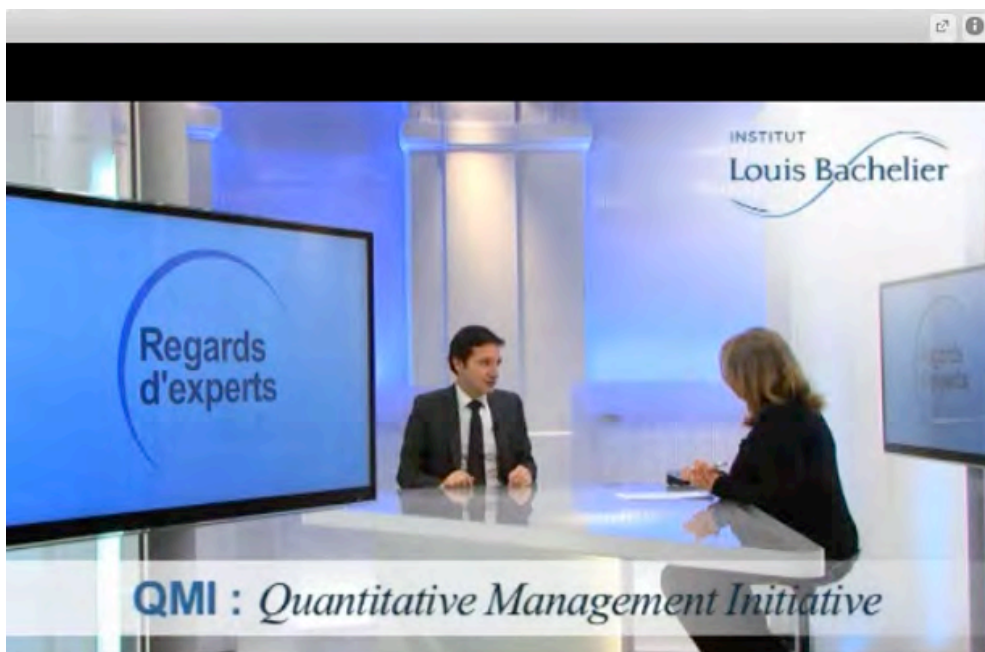 INSTITUT
Louis Bachelier
Regards
d'experts
QMI : Quantitative Management Initiative